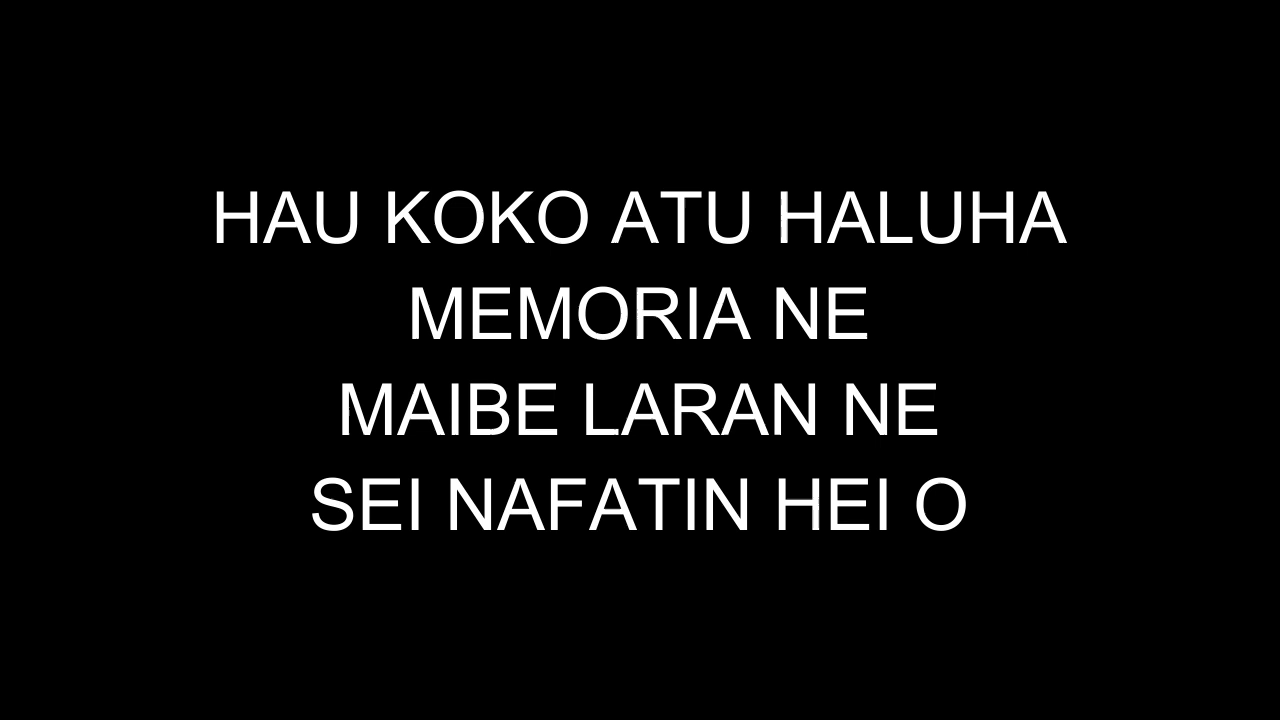 HAU KOKO ATU HALUHA
MEMORIA NE
MAIBE LARAN NE
SEI NAFATIN HEI O